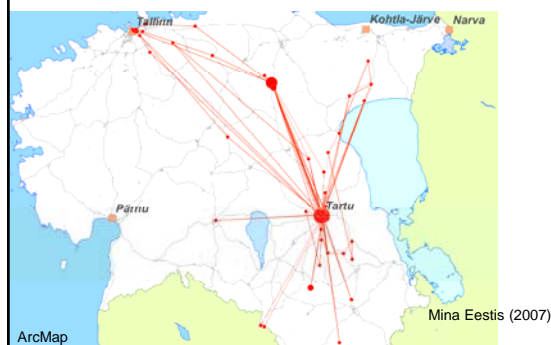 Tallinn
Kohtla-Järve
Narva
Pärnu
Tartu
Mina Eestis (2007)
ArcMap